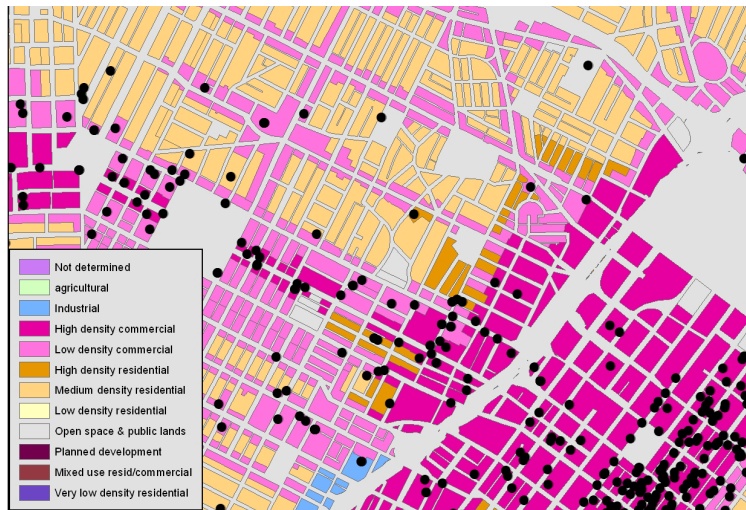 Not determined
agricultural
Industrial
High density commercial
Low density commercial
High density residential
Medium density residential
Low density residential
Open space & public lands
Planned development
Mixed use resid/commercial
Very low density residential